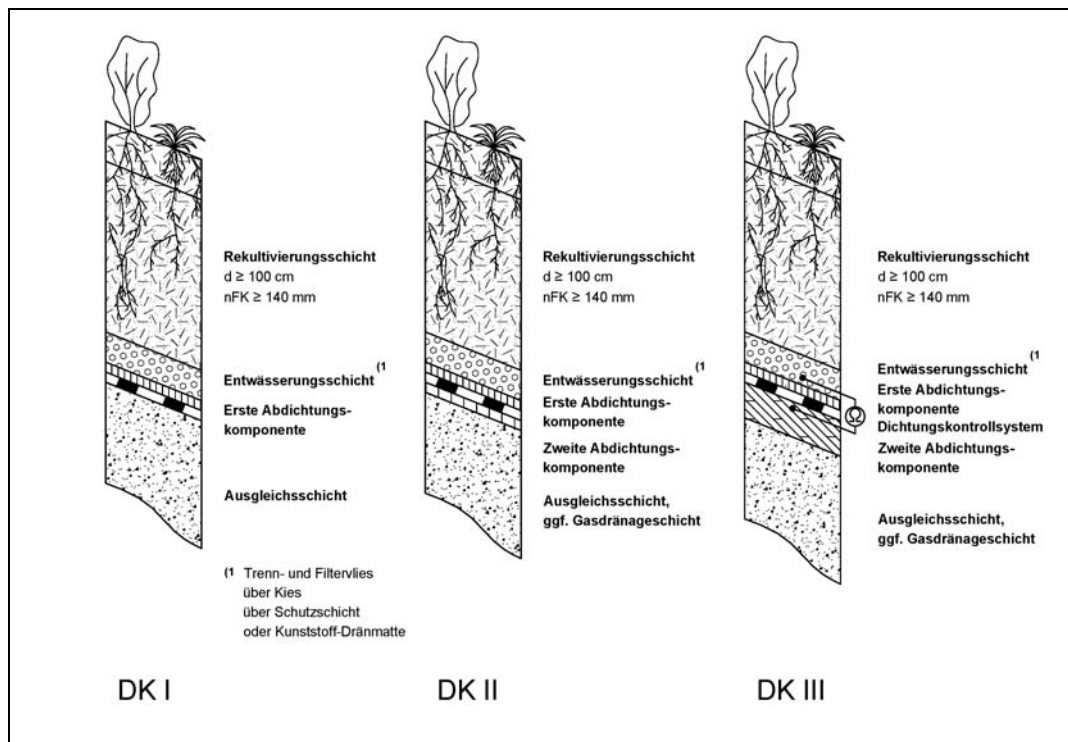 Rekultivierungsschicht
d ≥ 100 cm
nFK ≥ 140 mm
Entwässerungsschicht (1
Erste Abdichtungs-
komponente
Ausgleichsschicht
(1 Trenn- und Filtervlies
über Kies
über Schutzschicht
oder Kunststoff-Dränmatte
DK I
Rekultivierungsschicht
d ≥ 100 cm
nFK ≥ 140 mm
Entwässerungsschicht (1
Erste Abdichtungs-
komponente
Zweite Abdichtungs-
komponente
Ausgleichsschicht,
ggf. Gasdränageschicht
DK II
Rekultivierungsschicht
d ≥ 100 cm
nFK ≥ 140 mm
Entwässerungsschicht (1
Erste Abdichtungs-
komponente
Dichtungskontrollsystem
Ω
Zweite Abdichtungs-
komponente
Ausgleichsschicht,
ggf. Gasdränageschicht
DK III